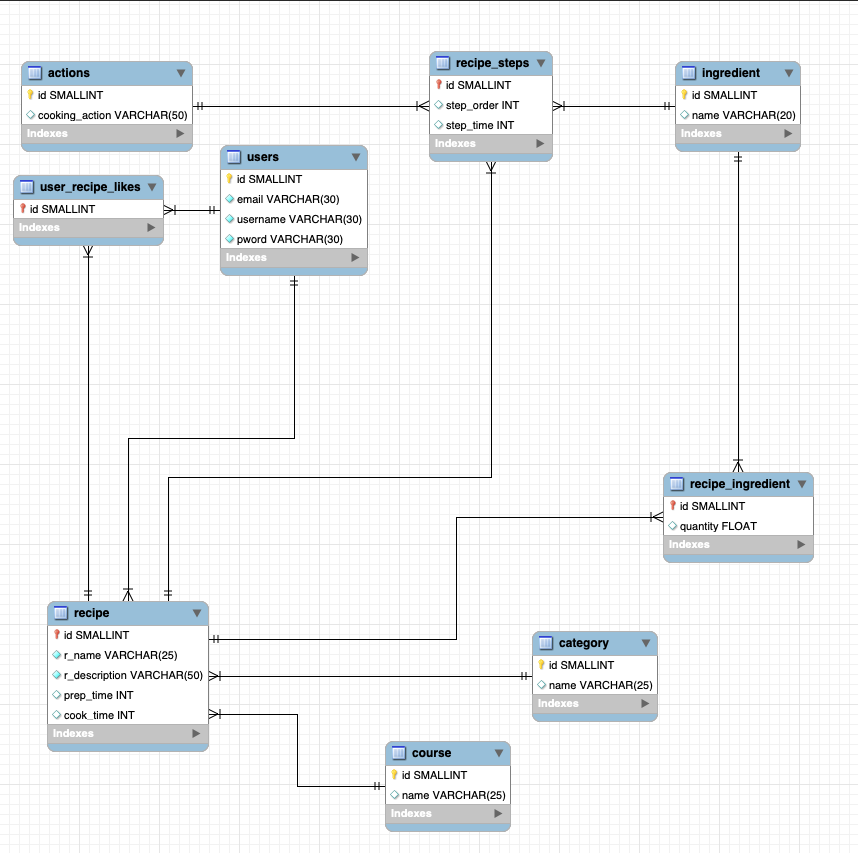 actions
id SMALLINT
cooking_action VARCHAR(50)
Indexes
recipe_steps
id SMALLINT
step_order INT
step_time INT
Indexes
ingredient
id SMALLINT
name VARCHAR(20)
Indexes
users
id SMALLINT
email VARCHAR(30)
username VARCHAR(30)
pword VARCHAR(30)
Indexes
user_recipe_likes
id SMALLINT
Indexes
recipe_ingredient
id SMALLINT
quantity FLOAT
Indexes
recipe
id SMALLINT
r_name VARCHAR(25)
r_description VARCHAR(50)
prep_time INT
cook_time INT
Indexes
category
id SMALLINT
name VARCHAR(25)
Indexes
course
id SMALLINT
name VARCHAR(25)
Indexes